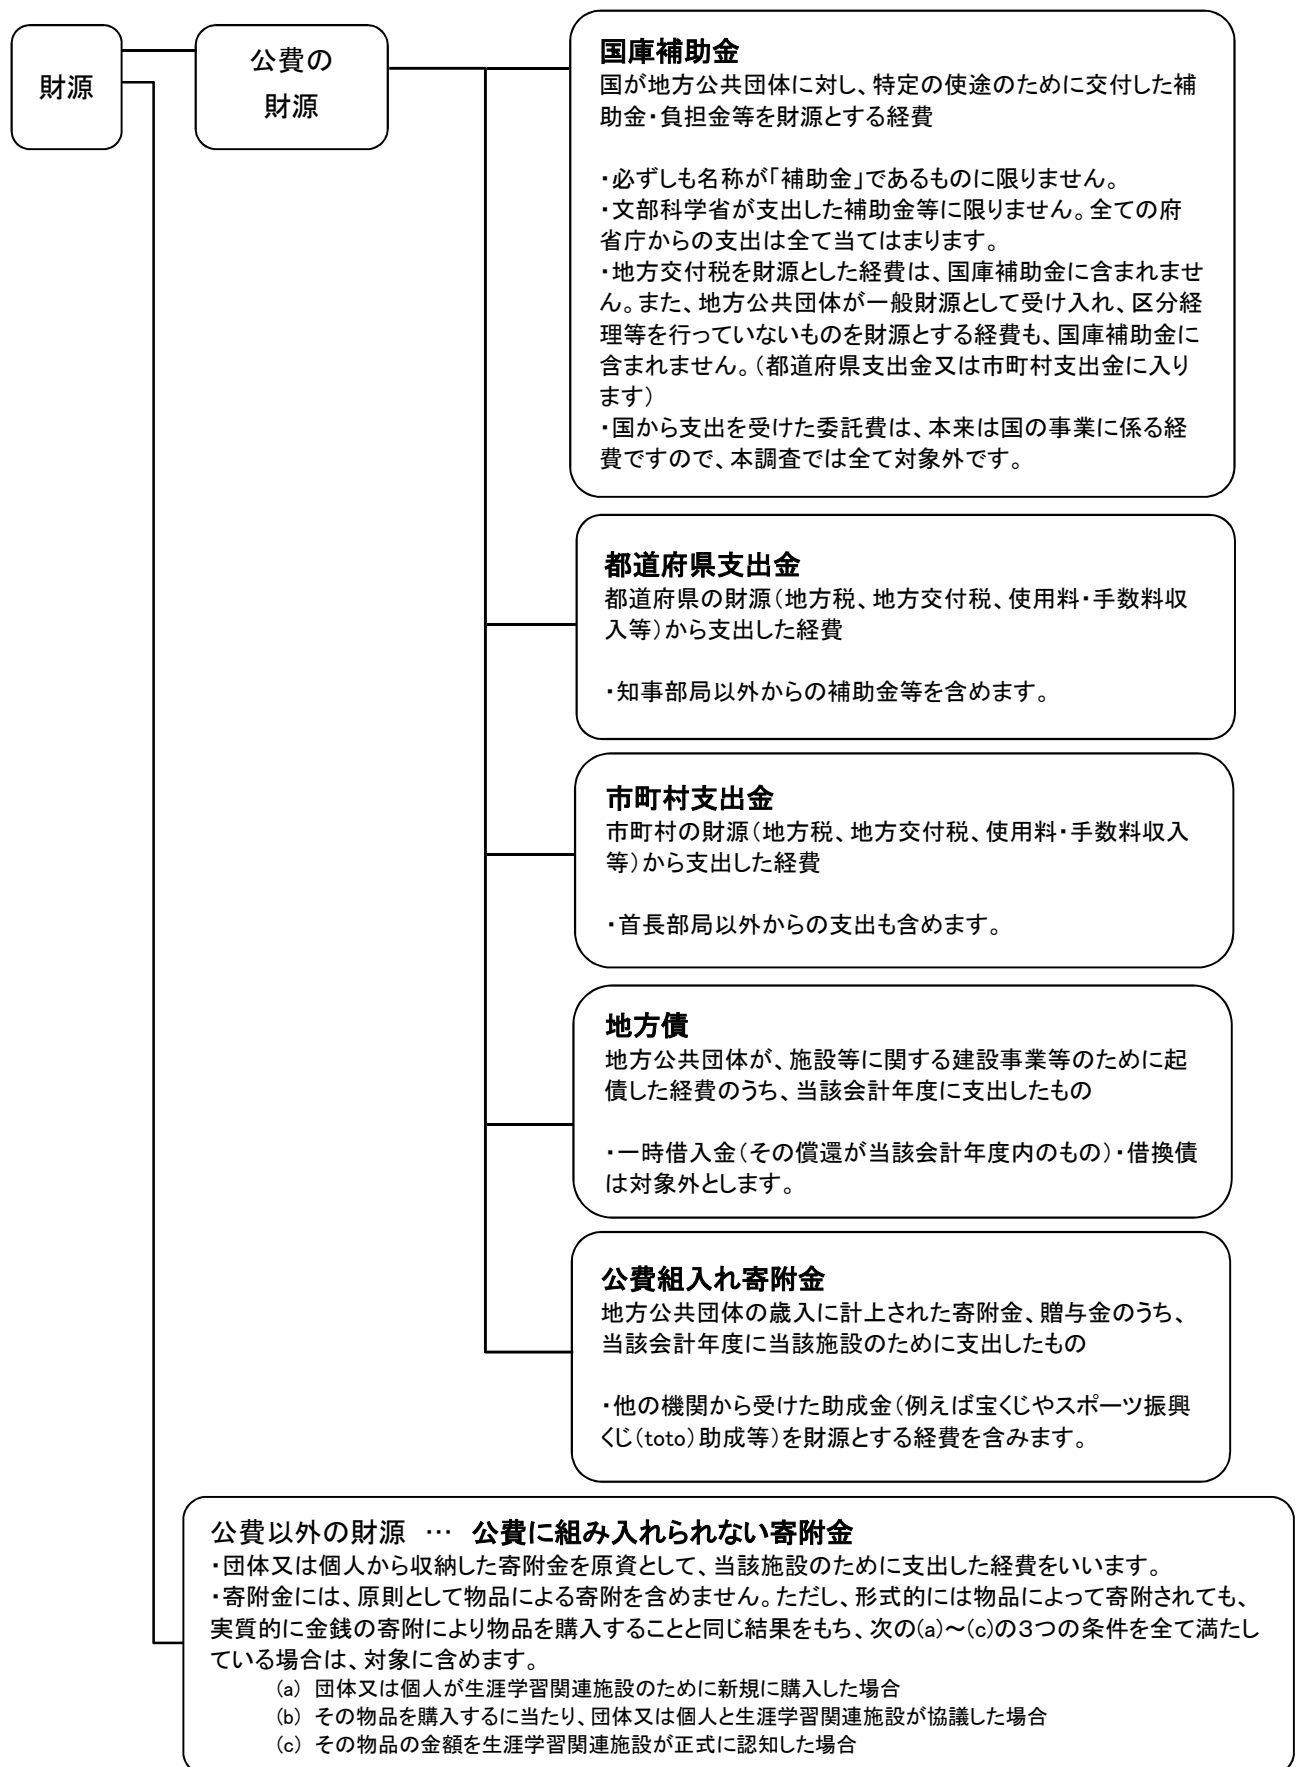 財源
公費の
財源
国庫補助金
国が地方公共団体に対し、特定の使途のために交付した補
助金・負担金等を財源とする経費
・必ずしも名称が「補助金」であるものに限りません。
・文部科学省が支出した補助金等に限りません。全ての府
省庁からの支出は全て当てはまります。
・地方交付税を財源とした経費は、国庫補助金に含まれませ
ん。また、地方公共団体が一般財源として受け入れ、区分経
理等を行っていないものを財源とする経費も、国庫補助金に
含まれません。（都道府県支出金又は市町村支出金に入り
ます）
・国から支出を受けた委託費は、本来は国の事業に係る経
費ですので、本調査では全て対象外です。
都道府県支出金
都道府県の財源（地方税、地方交付税、使用料・手数料収
入等）から支出した経費
・知事部局以外からの補助金等を含めます。
市町村支出金
市町村の財源（地方税、地方交付税、使用料・手数料収入
等）から支出した経費
・首長部局以外からの支出も含めます。
地方債
地方公共団体が、施設等に関する建設事業等のために起
債した経費のうち、当該会計年度に支出したもの
・一時借入金（その償還が当該会計年度内のもの）・借換債
は対象外とします。
公費組入れ寄附金
地方公共団体の歳入に計上された寄附金、贈与金のうち、
当該会計年度に当該施設のために支出したもの
・他の機関から受けた助成金（例えば宝くじやスポーツ振興
くじ（toto）助成等）を財源とする経費を含みます。
公費以外の財源 … 公費に組み入れられない寄附金
・団体又は個人から収納した寄附金を原資として、当該施設のために支出した経費をいいます。
・寄附金には、原則として物品による寄附を含めません。ただし、形式的には物品によって寄附されても、
実質的に金銭の寄附により物品を購入することと同じ結果をもち、次の(a)～(c)の３つの条件を全て満たし
ている場合は、対象に含めます。
(a) 団体又は個人が生涯学習関連施設のために新規に購入した場合
(b) その物品を購入するに当たり、団体又は個人と生涯学習関連施設が協議した場合
(c) その物品の金額を生涯学習関連施設が正式に認知した場合